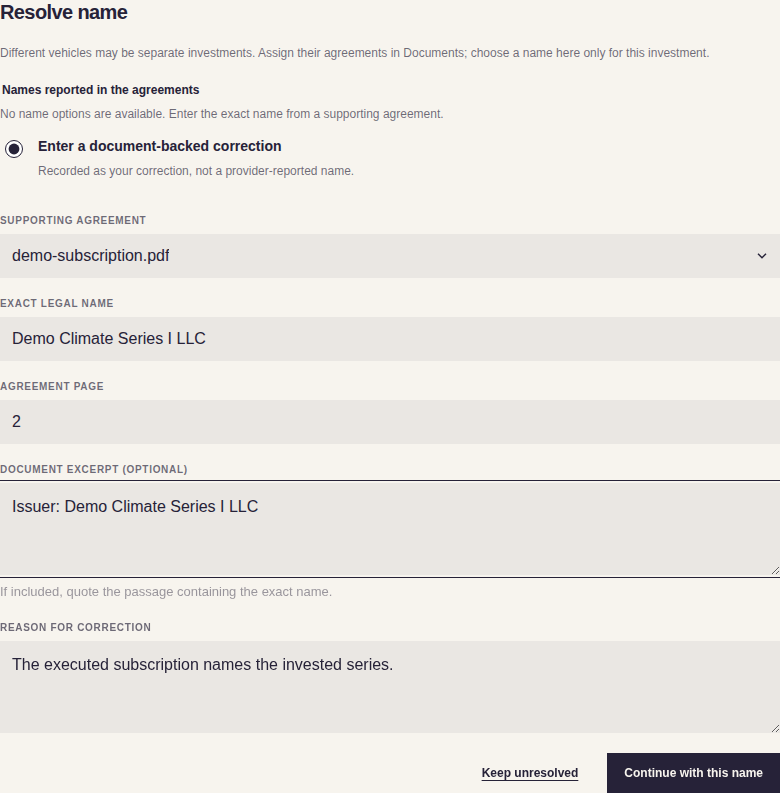 Resolve name
Different vehicles may be separate investments. Assign their agreements in Documents; choose a name here only for this investment.
Names reported in the agreements
No name options are available. Enter the exact name from a supporting agreement.
Enter a document-backed correction
Recorded as your correction, not a provider-reported name.
SUPPORTING AGREEMENT
demo-subscription.pdf
EXACT LEGAL NAME
Demo Climate Series I LLC
AGREEMENT PAGE
2
DOCUMENT EXCERPT (OPTIONAL)
Issuer: Demo Climate Series I LLC
If included, quote the passage containing the exact name.
REASON FOR CORRECTION
The executed subscription names the invested series.
Keep unresolved Continue with this name